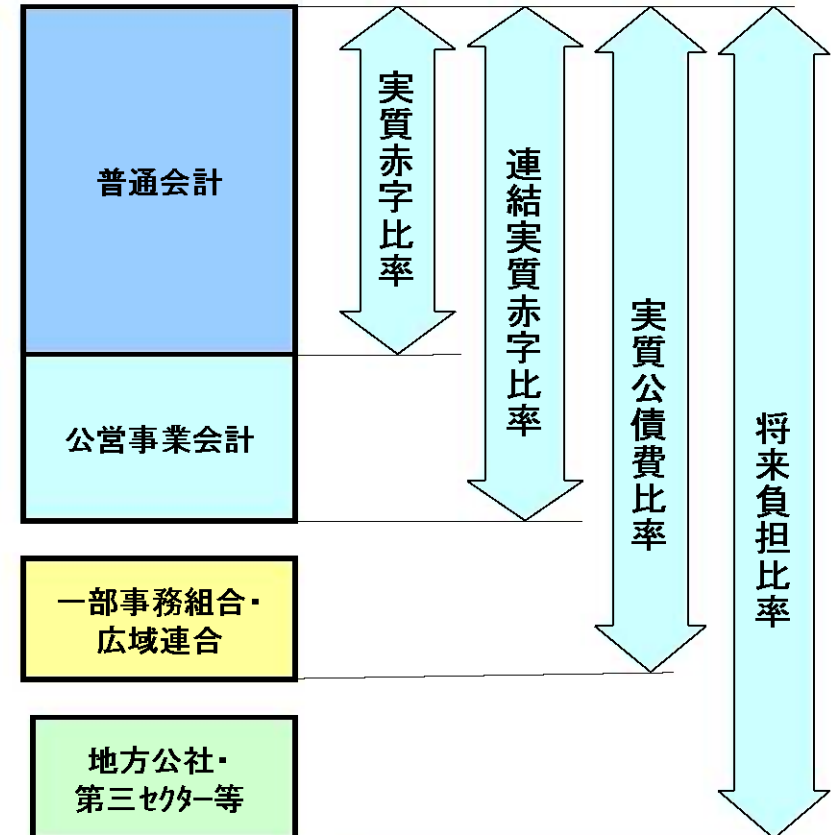 普通会計
公営事業会計
一部事務組合・
広域連合
地方公社・
第三セクター等
実質赤字比率
連結実質赤字比率
実質公債費比率
将来負担比率